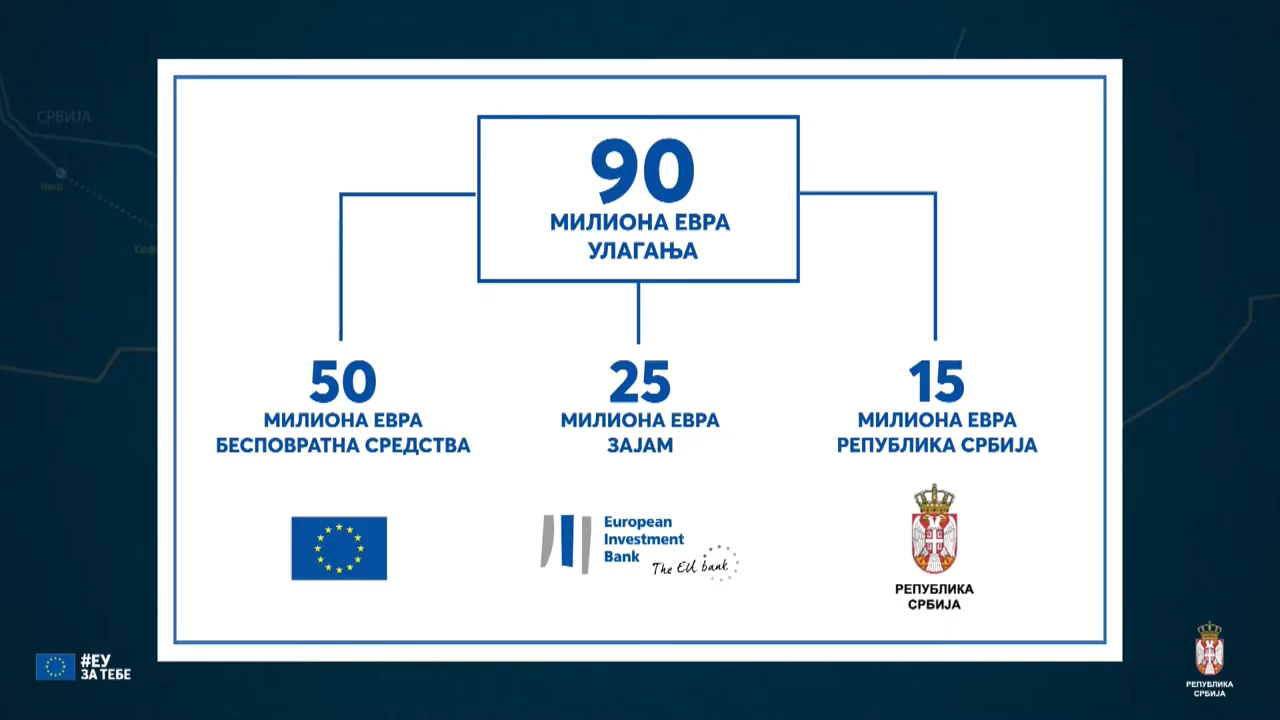 СРБИЈА
Ниш
90
МИЛИОНА ЕВРА
УЛАГАЊА
50
МИЛИОНА ЕВРА
БЕСПОВРАТНА СРЕДСТВА
25
МИЛИОНА ЕВРА
ЗАЈАМ
15
МИЛИОНА ЕВРА
РЕПУБЛИКА СРБИЈА
European
Investment
Bank
The EU bank
РЕПУБЛИКА
СРБИЈА
#ЕУ
ЗА ТЕБЕ
РЕПУБЛИКА
СРБИЈА